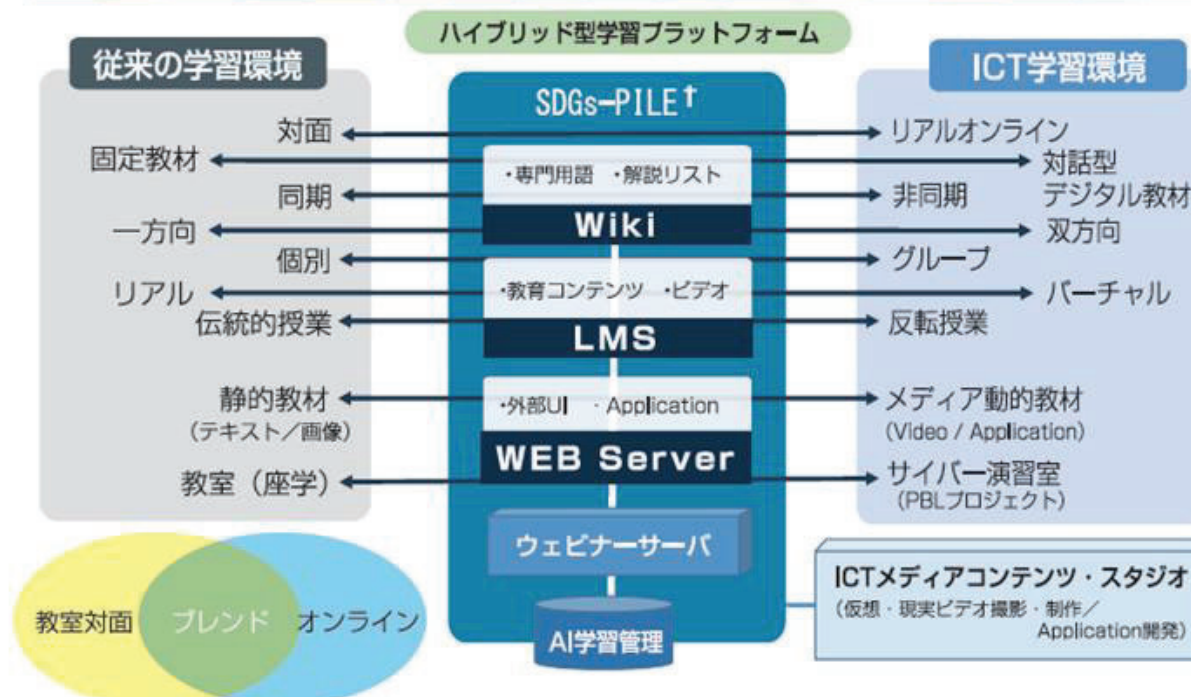 ハイブリッド型学習プラットフォーム
従来の学習環境
対面
固定教材
同期
一方向
個別
リアル
伝統的授業
静的教材
（テキスト／画像）
教室（座学）
SDGs-PILE†
・専門用語 ・解説リスト
Wiki
・教育コンテンツ ・ビデオ
LMS
・外部UI ・Application
WEB Server
ウェビナーサーバ
AI学習管理
ICT学習環境
リアルオンライン
対話型
デジタル教材
非同期
双方向
グループ
バーチャル
反転授業
メディア動的教材
（Video / Application）
サイバー演習室
（PBLプロジェクト）
教室対面
ブレンド
オンライン
ICTメディアコンテンツ・スタジオ
（仮想・現実ビデオ撮影・制作／
Application開発）